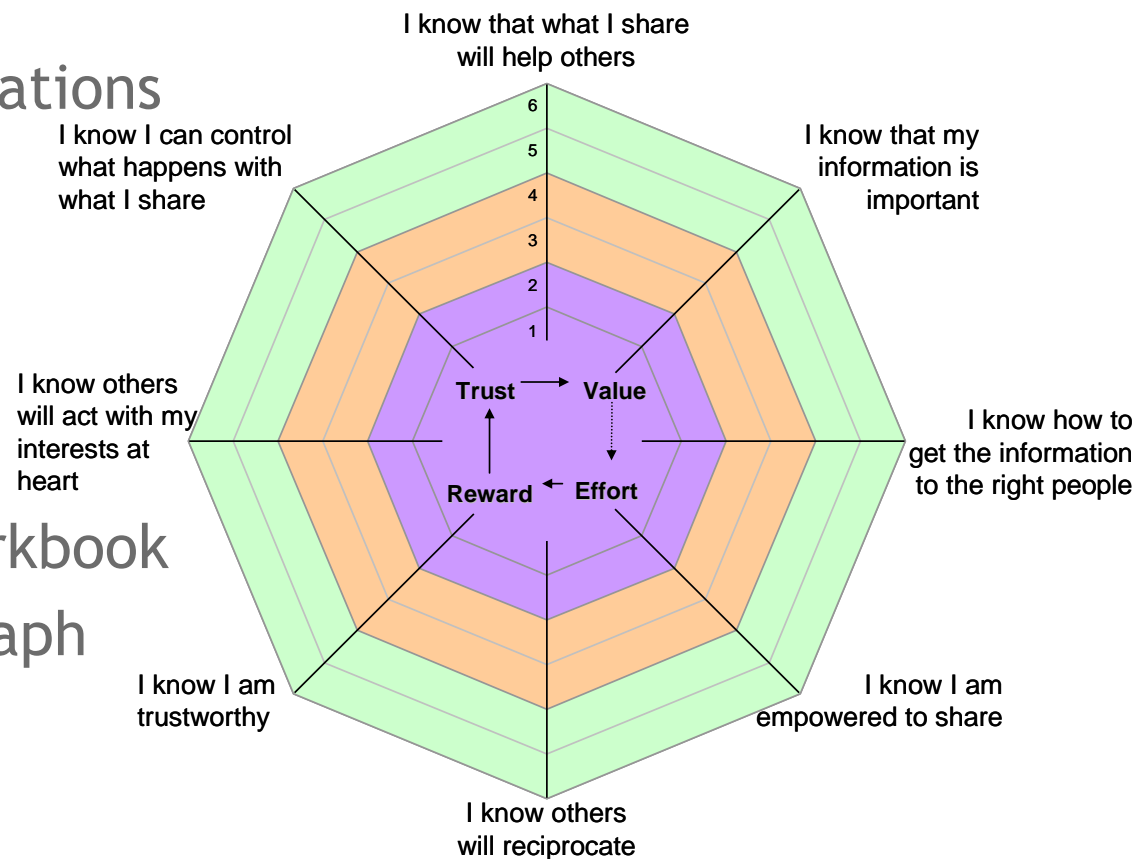 I know that what I share
will help others
ations
I know I can control
what happens with
what I share
I know that my
information is
important
6
5
4
3
2
1
Trust
Value
I know others
will act with my
interests at
heart
I know how to
get the information
to the right people
Reward
Effort
rkbook
aph
I know I am
trustworthy
I know I am
empowered to share
I know others
will reciprocate